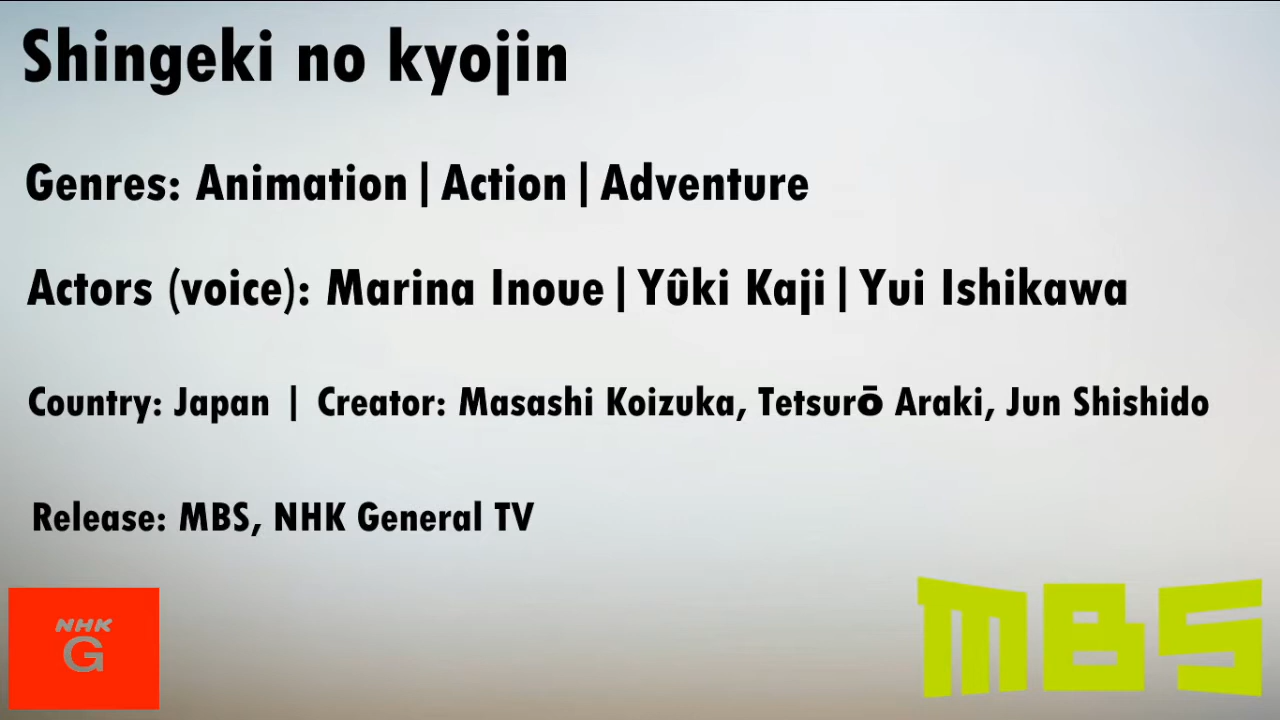 Shingeki no kyojin
Genres: Animation|Action|Adventure
Actors (voice): Marina Inoue|Yûki Kaji|Yui Ishikawa
Country: Japan | Creator: Masashi Koizuka, Tetsurō Araki, Jun Shishido
Release: MBS, NHK General TV
NHK
G
MBS